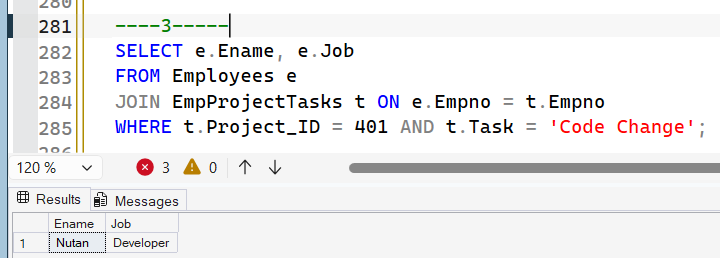 280
281 ----3-----
282 SELECT e.Ename, e.Job
283 FROM Employees e
284 JOIN EmpProjectTasks t ON e.Empno = t.Empno
285 WHERE t.Project_ID = 401 AND t.Task = 'Code Change';
286
120 % 3 0
Results Messages
Ename Job
1 Nutan Developer